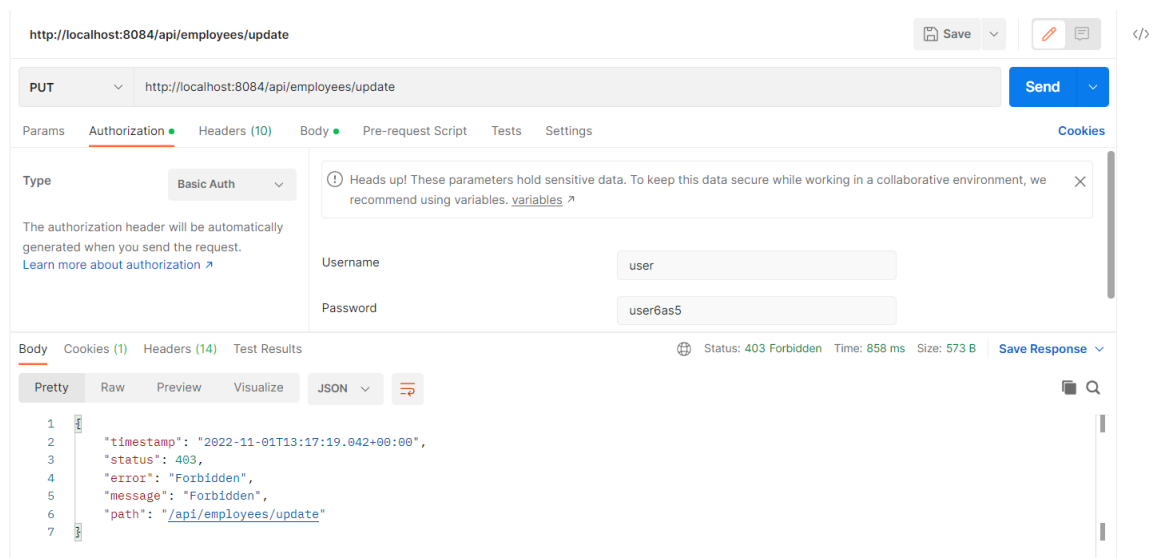 http://localhost:8084/api/employees/update
Save
</>
PUT
http://localhost:8084/api/employees/update
Send
Params Authorization Headers (10) Body Pre-request Script Tests Settings Cookies
Type
Basic Auth
The authorization header will be automatically
generated when you send the request.
Learn more about authorization ↗
Heads up! These parameters hold sensitive data. To keep this data secure while working in a collaborative environment, we
recommend using variables. variables ↗
Username
user
Password
user6as5
Body Cookies (1) Headers (14) Test Results Status: 403 Forbidden Time: 858 ms Size: 573 B Save Response
Pretty Raw Preview Visualize JSON
1 {
2 "timestamp": "2022-11-01T13:17:19.042+00:00",
3 "status": 403,
4 "error": "Forbidden",
5 "message": "Forbidden",
6 "path": "/api/employees/update"
7 }